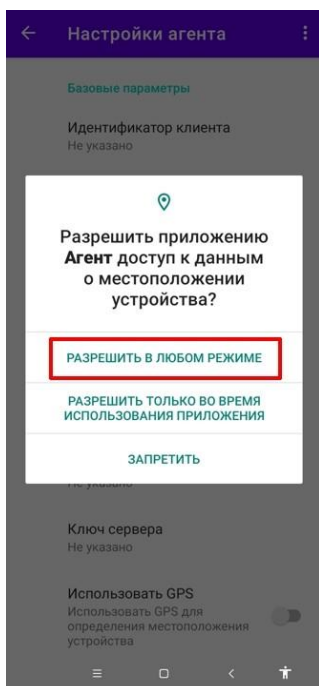 Настройки агента
Базовые параметры
Идентификатор клиента
Не указано
Разрешить приложению
Агент доступ к данным
о местоположении
устройства?
РАЗРЕШИТЬ В ЛЮБОМ РЕЖИМЕ
РАЗРЕШИТЬ ТОЛЬКО ВО ВРЕМЯ
ИСПОЛЬЗОВАНИЯ ПРИЛОЖЕНИЯ
ЗАПРЕТИТЬ
Не указано
Ключ сервера
Не указано
Использовать GPS
Использовать GPS для
определения местоположения
устройства